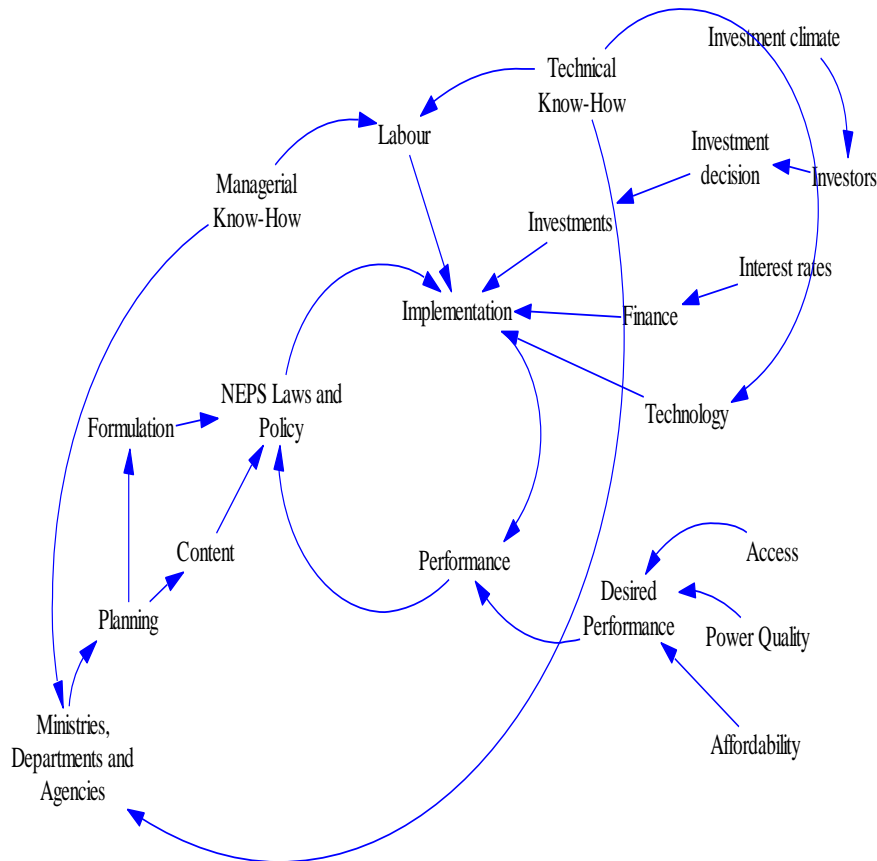 Investment climate
Technical
Know-How
Labour
Investment
decision
Investors
Managerial
Know-How
Investments
Interest rates
Implementation
Finance
NEPS Laws and
Policy
Technology
Formulation
Content
Performance
Access
Desired
Performance
Planning
Power Quality
Ministries,
Departments and
Agencies
Affordability